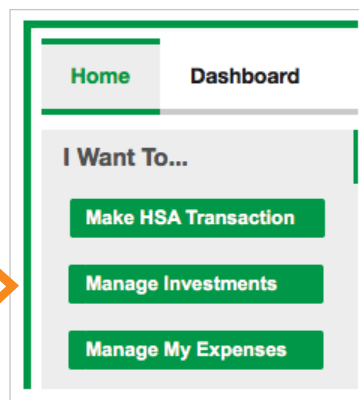 Home Dashboard
I Want To...
Make HSA Transaction
Manage Investments
Manage My Expenses